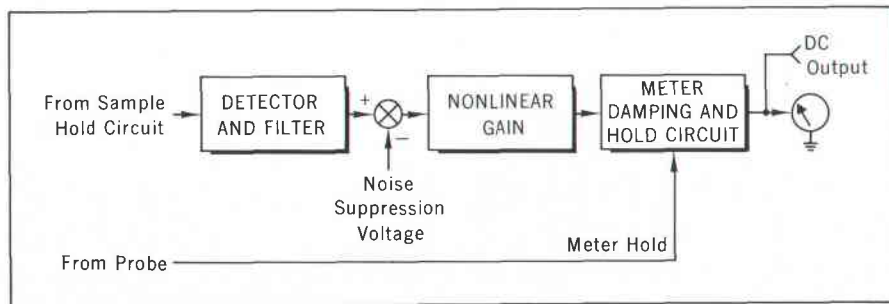 DC
Output
From Sample
Hold Circuit
DETECTOR
AND FILTER
+
−
NONLINEAR
GAIN
METER
DAMPING AND
HOLD CIRCUIT
Noise
Suppression
Voltage
From Probe
Meter Hold